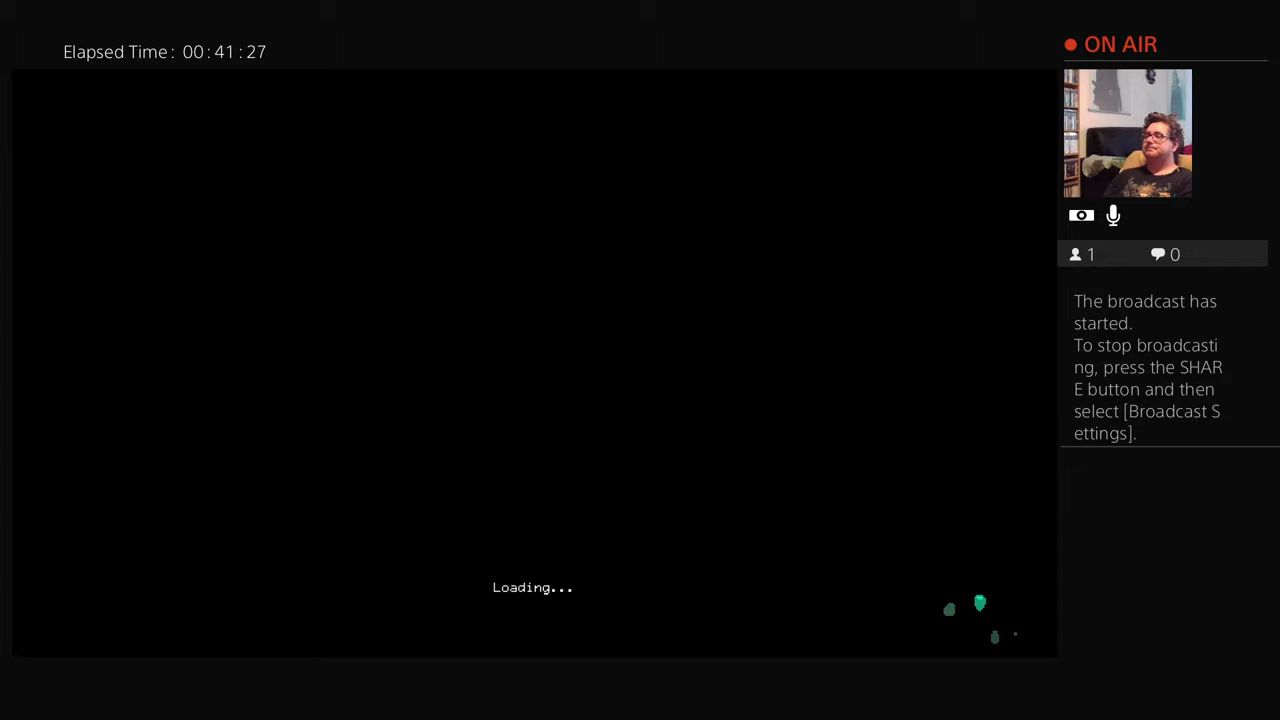 Elapsed Time: 00:41:27
ON AIR
1 0
The broadcast has
started.
To stop broadcasti
ng, press the SHAR
E button and then
select [Broadcast S
ettings].
Loading...